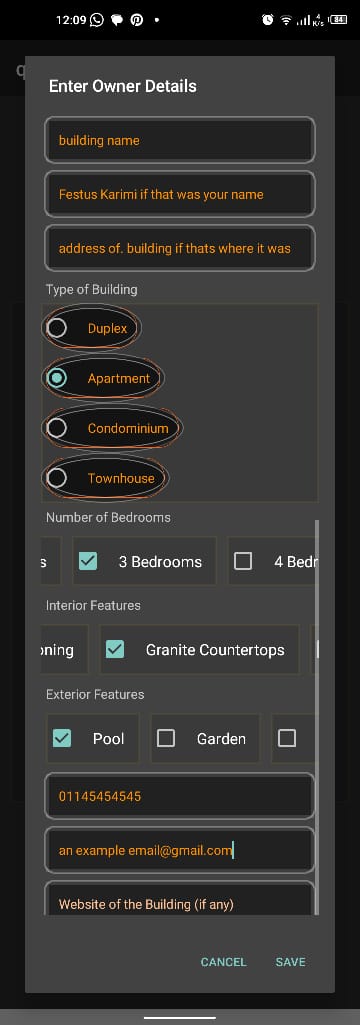 12:09
4
K/s
84
q
Enter Owner Details
building name
Festus Karimi if that was your name
address of. building if thats where it was
Type of Building
Duplex
Apartment
Condominium
Townhouse
Number of Bedrooms
s
3 Bedrooms
4 Bedr
Interior Features
oning
Granite Countertops
Exterior Features
Pool
Garden
01145454545
an example email@gmail.com
Website of the Building (if any)
CANCEL
SAVE